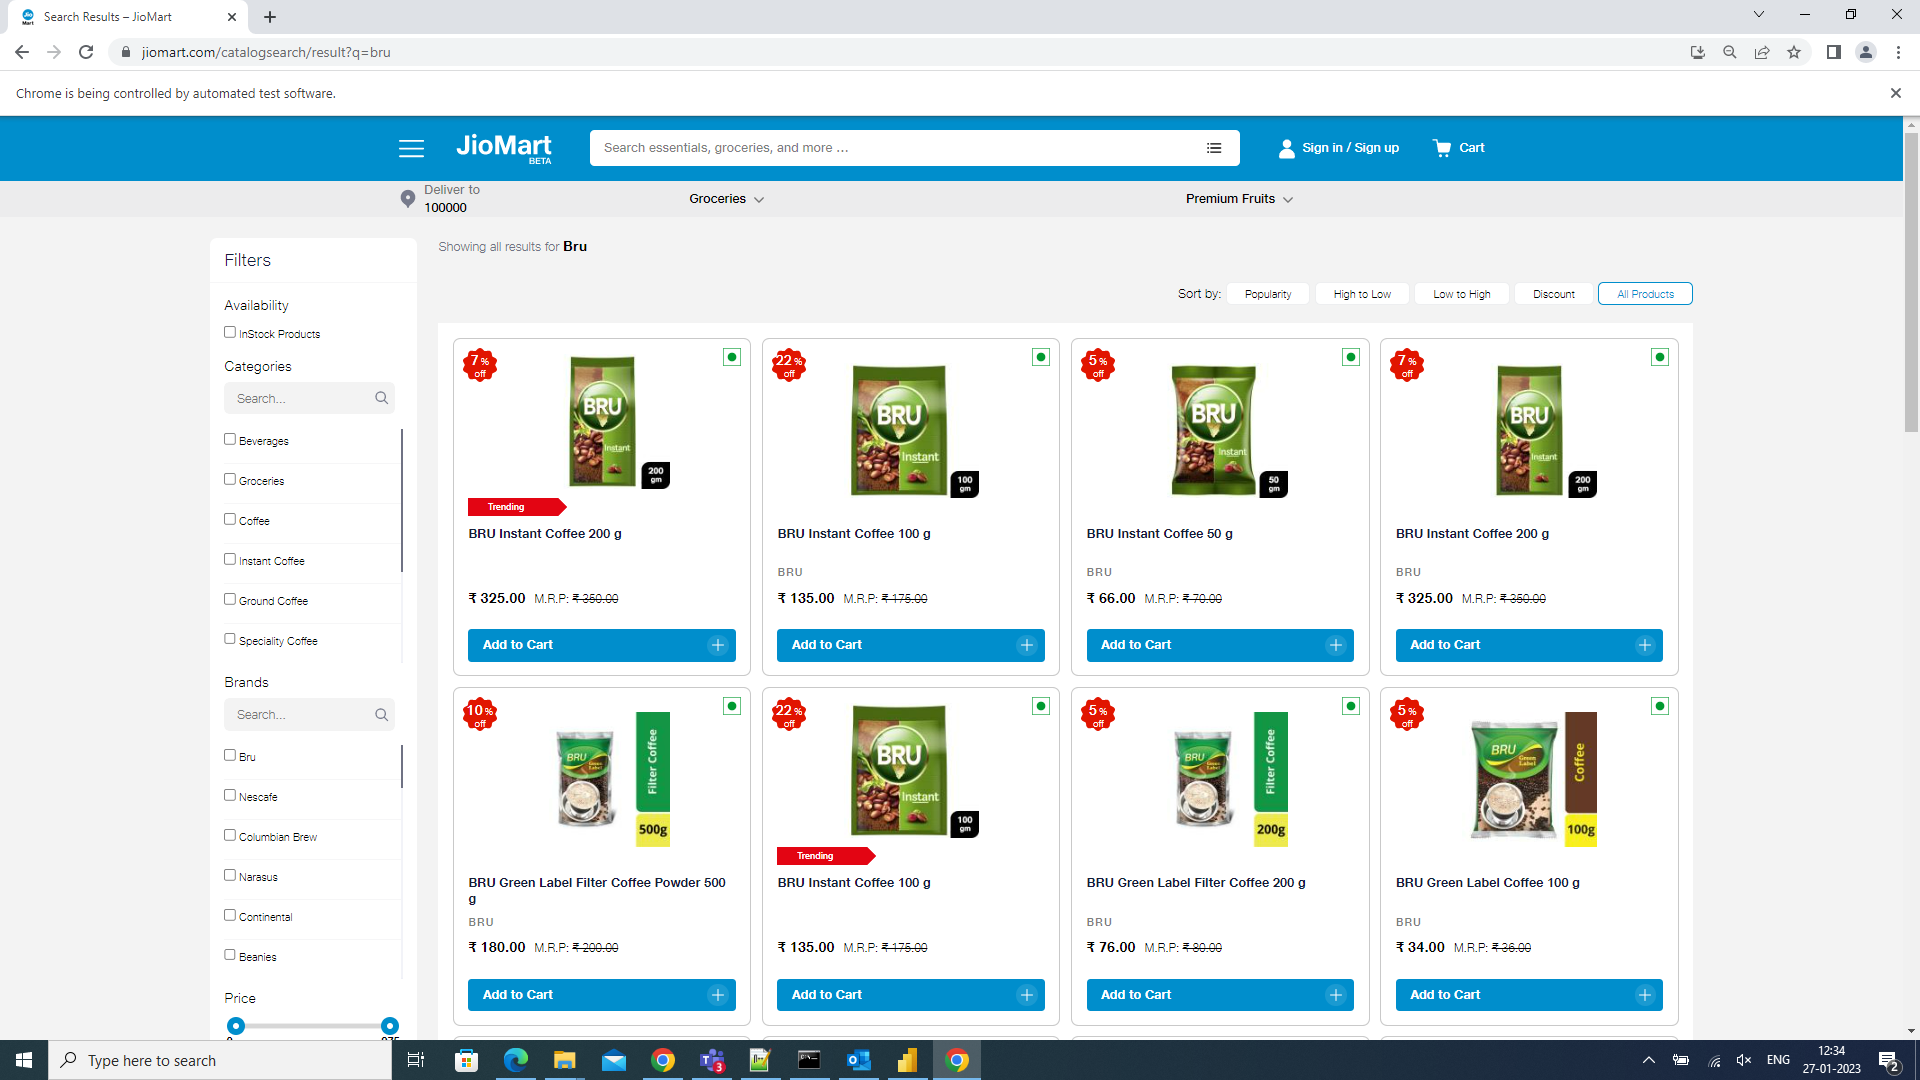 Search Results – JioMart
jiomart.com/catalogsearch/result?q=bru
Chrome is being controlled by automated test software.
JioMart
BETA
Search essentials, groceries, and more ...
Sign in / Sign up
Cart
Deliver to
100000
Groceries
Premium Fruits
Showing all results for Bru
Sort by: Popularity High to Low Low to High Discount All Products
Filters
Availability
InStock Products
Categories
Search...
Beverages
Groceries
Coffee
Instant Coffee
Ground Coffee
Speciality Coffee
Brands
Search...
Bru
Nescafe
Columbian Brew
Narasus
Continental
Beanies
Price
7% off
BRU
Instant
200 gm
Trending
BRU Instant Coffee 200 g
₹ 325.00 M.R.P: ₹ 350.00
Add to Cart
22% off
BRU
Instant
100 gm
BRU Instant Coffee 100 g
BRU
₹ 135.00 M.R.P: ₹ 175.00
Add to Cart
5% off
BRU
Instant
50 gm
BRU Instant Coffee 50 g
BRU
₹ 66.00 M.R.P: ₹ 70.00
Add to Cart
7% off
BRU
Instant
200 gm
BRU Instant Coffee 200 g
BRU
₹ 325.00 M.R.P: ₹ 350.00
Add to Cart
10% off
BRU
Green Label
Filter Coffee
500g
BRU Green Label Filter Coffee Powder 500
g
BRU
₹ 180.00 M.R.P: ₹ 200.00
Add to Cart
22% off
BRU
Instant
100 gm
Trending
BRU Instant Coffee 100 g
₹ 135.00 M.R.P: ₹ 175.00
Add to Cart
5% off
BRU
Green Label
Filter Coffee
200g
BRU Green Label Filter Coffee 200 g
BRU
₹ 76.00 M.R.P: ₹ 80.00
Add to Cart
5% off
BRU
Green Label
Coffee
100g
BRU Green Label Coffee 100 g
BRU
₹ 34.00 M.R.P: ₹ 36.00
Add to Cart
Type here to search
3
ENG
12:34
27-01-2023
2